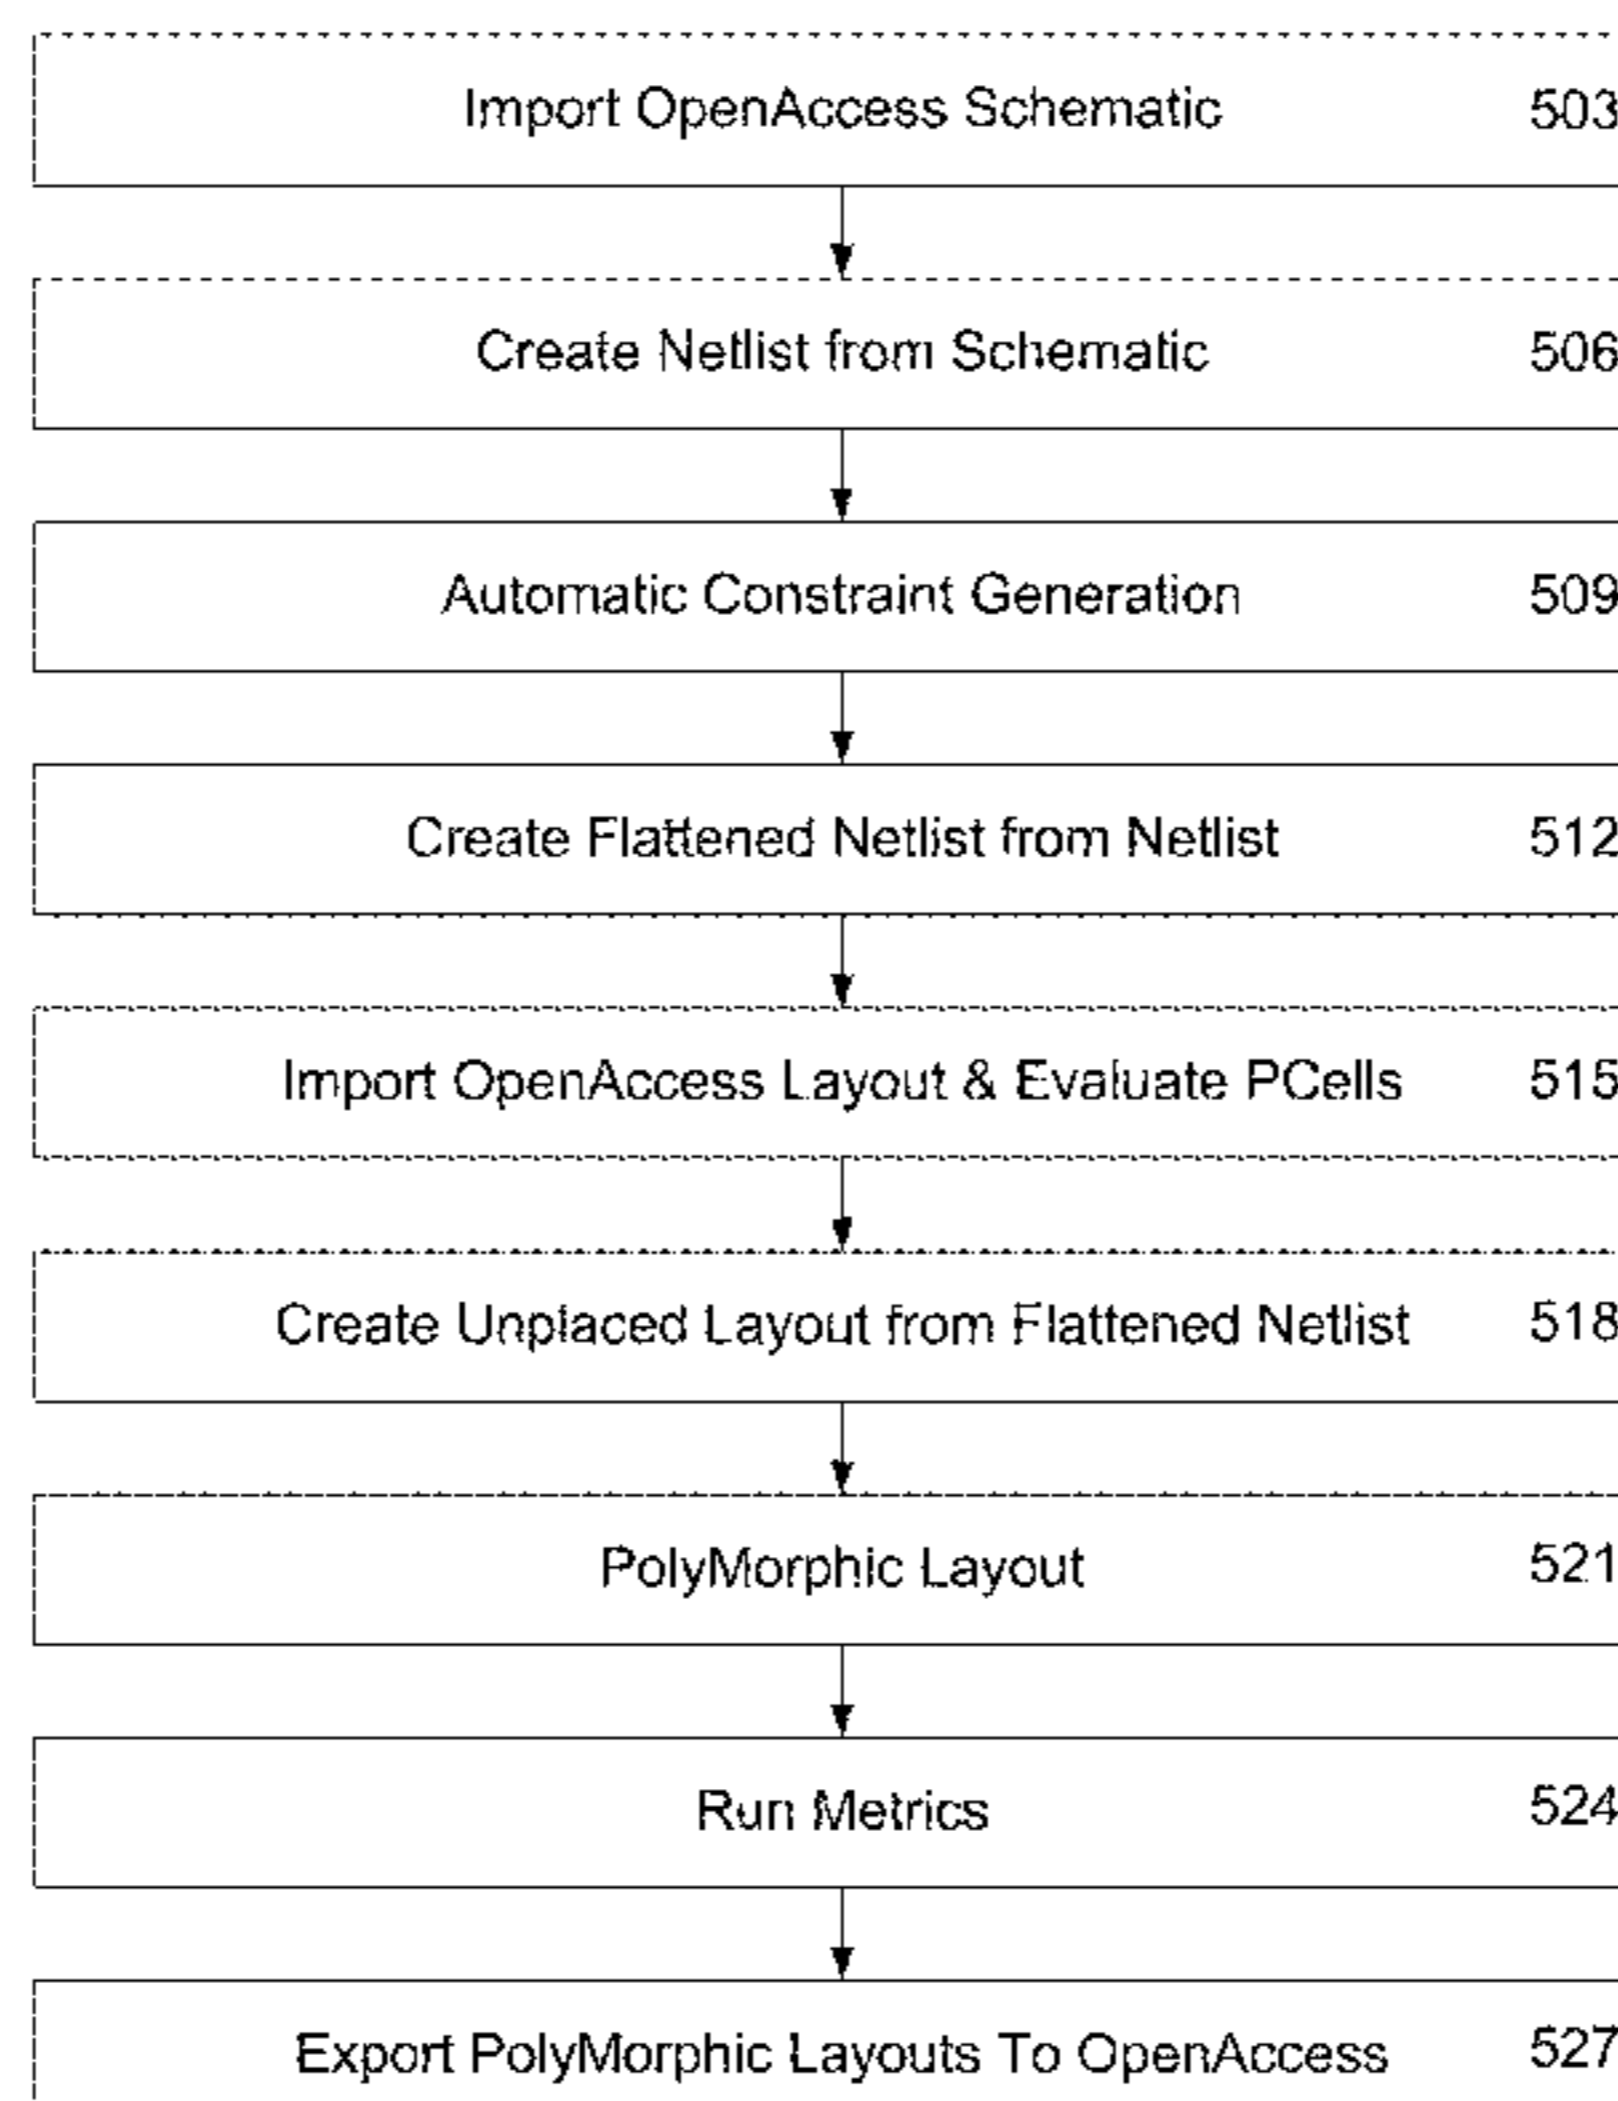 Import OpenAccess Schematic 503
Create Netlist from Schematic 506
Automatic Constraint Generation 509
Create Flattened Netlist from Netlist 512
Import OpenAccess Layout & Evaluate PCells 515
Create Unplaced Layout from Flattened Netlist 518
PolyMorphic Layout 521
Run Metrics 524
Export PolyMorphic Layouts To OpenAccess 527